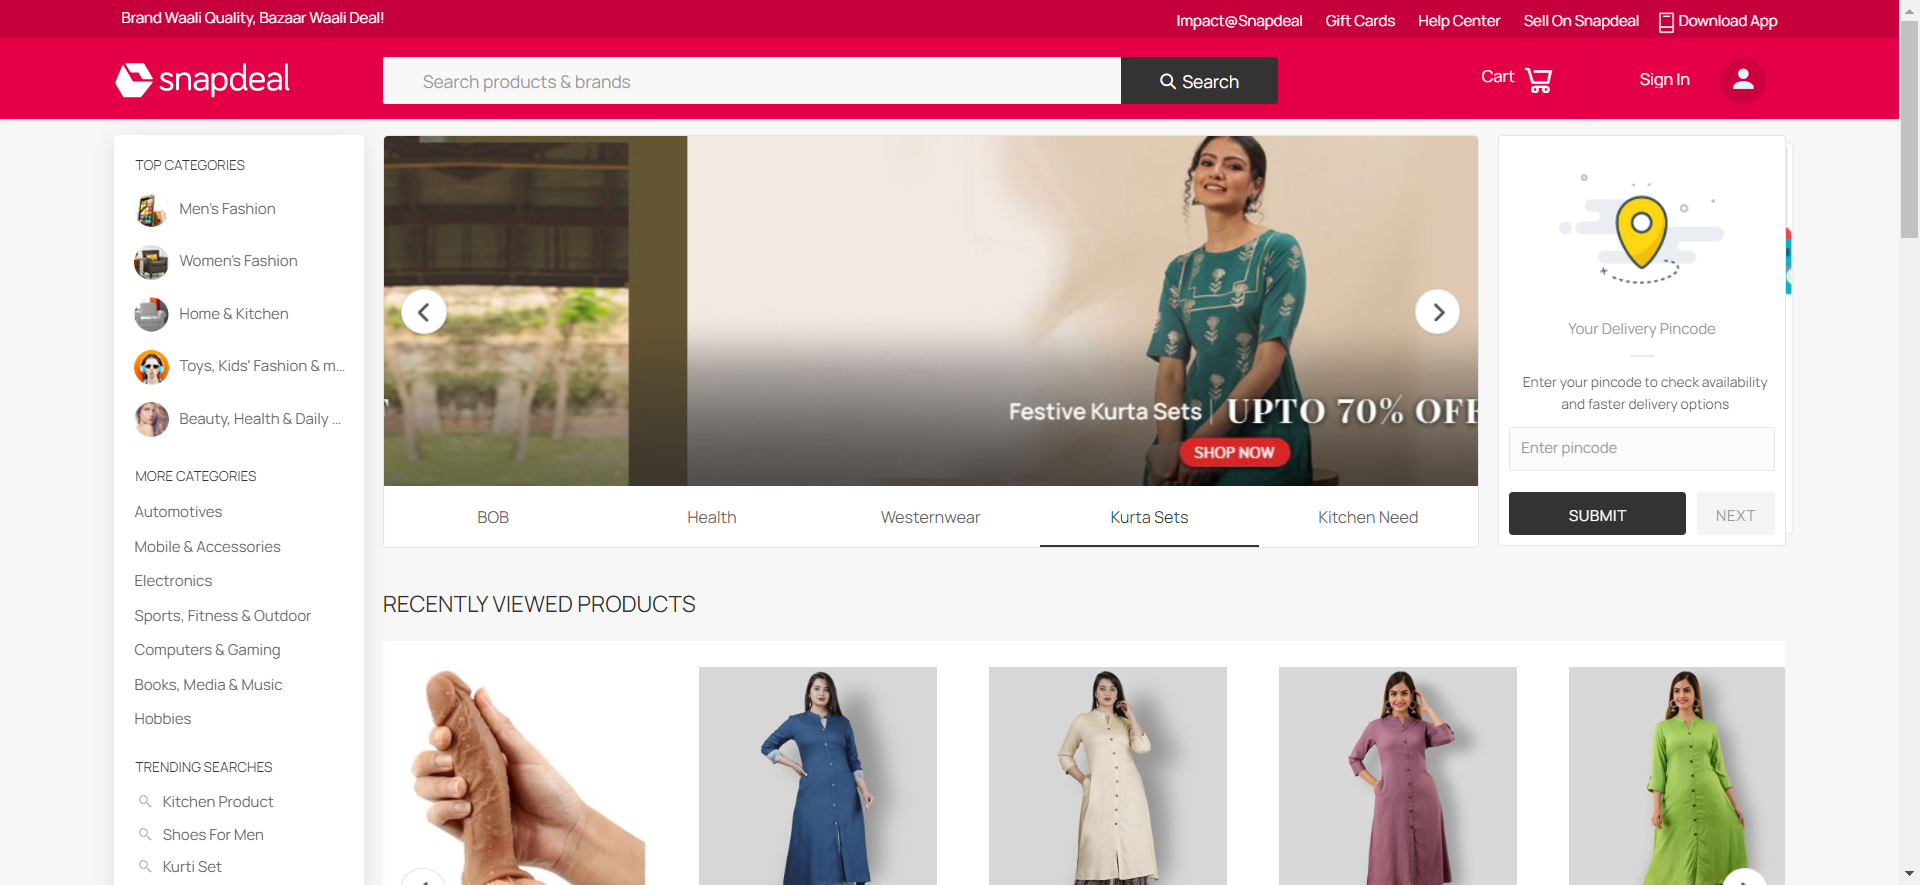 Brand Waali Quality, Bazaar Waali Deal!
Impact@Snapdeal
Gift Cards
Help Center
Sell On Snapdeal
Download App
snapdeal
Search products & brands
Search
Cart
Sign In
TOP CATEGORIES
Men's Fashion
Women's Fashion
Home & Kitchen
Toys, Kids' Fashion & m...
Beauty, Health & Daily ...
MORE CATEGORIES
Automotives
Mobile & Accessories
Electronics
Sports, Fitness & Outdoor
Computers & Gaming
Books, Media & Music
Hobbies
TRENDING SEARCHES
Kitchen Product
Shoes For Men
Kurti Set
Festive Kurta Sets | UPTO 70% OFF
SHOP NOW
BOB
Health
Westernwear
Kurta Sets
Kitchen Need
Your Delivery Pincode
Enter your pincode to check availability
and faster delivery options
Enter pincode
SUBMIT
NEXT
RECENTLY VIEWED PRODUCTS